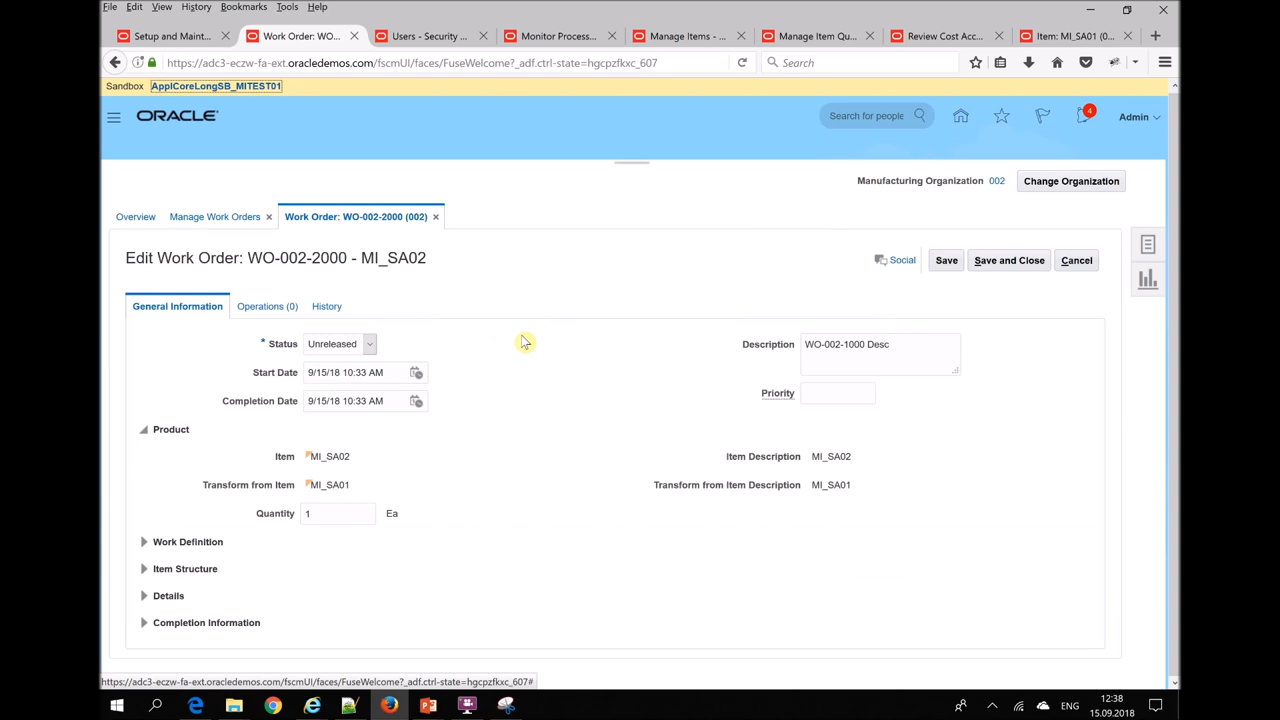 File Edit View History Bookmarks Tools Help
Setup and Maint... Work Order: WO... Users - Security ... Monitor Process... Manage Items - ... Manage Item Qu... Review Cost Acc... Item: MI_SA01 (0...
https://adc3-eczw-fa-ext.oracledemos.com/fscmUI/faces/FuseWelcome?_adf.ctrl-state=hgcpzfkxc_607 Search
Sandbox ApplCoreLongSB_MITEST01
ORACLE Search for people 4 Admin
Manufacturing Organization 002 Change Organization
Overview Manage Work Orders Work Order: WO-002-2000 (002)
Edit Work Order: WO-002-2000 - MI_SA02 Social Save Save and Close Cancel
General Information Operations (0) History
* Status Unreleased Description WO-002-1000 Desc
Start Date 9/15/18 10:33 AM
Priority
Completion Date 9/15/18 10:33 AM
Product
Item MI_SA02 Item Description MI_SA02
Transform from Item MI_SA01 Transform from Item Description MI_SA01
Quantity 1 Ea
Work Definition
Item Structure
Details
Completion Information
https://adc3-eczw-fa-ext.oracledemos.com/fscmUI/faces/FuseWelcome?_adf.ctrl-state=hgcpzfkxc_607#
ENG 12:38
15.09.2018